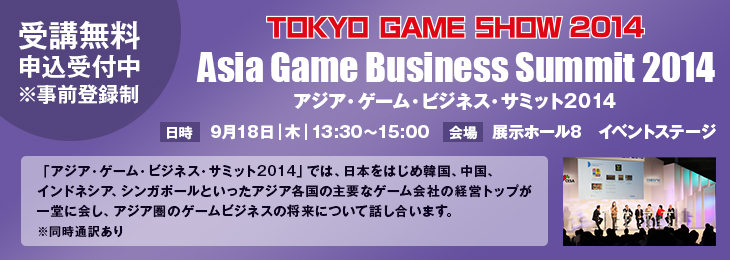 受講無料
申込受付中
※事前登録制
TOKYO GAME SHOW 2014
Asia Game Business Summit 2014
アジア・ゲーム・ビジネス・サミット2014
日時 9月18日|木|13:30〜15:00 会場 展示ホール8 イベントステージ
「アジア・ゲーム・ビジネス・サミット2014」では、日本をはじめ韓国、中国、
インドネシア、シンガポールといったアジア各国の主要なゲーム会社の経営トップが
一堂に会し、アジア圏のゲームビジネスの将来について話し合います。
※同時通訳あり